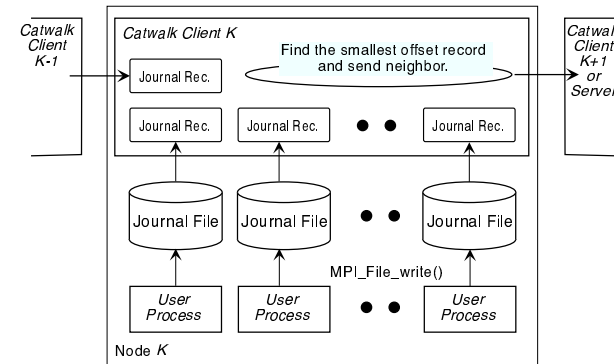 Catwalk
Client
K-1
Catwalk Client K
Find the smallest offset record
and send neighbor.
Catwalk
Client
K+1
or
Server
Journal Rec.
Journal Rec.
Journal Rec.
Journal Rec.
Journal File
Journal File
Journal File
MPI_File_write()
User
Process
User
Process
User
Process
Node K